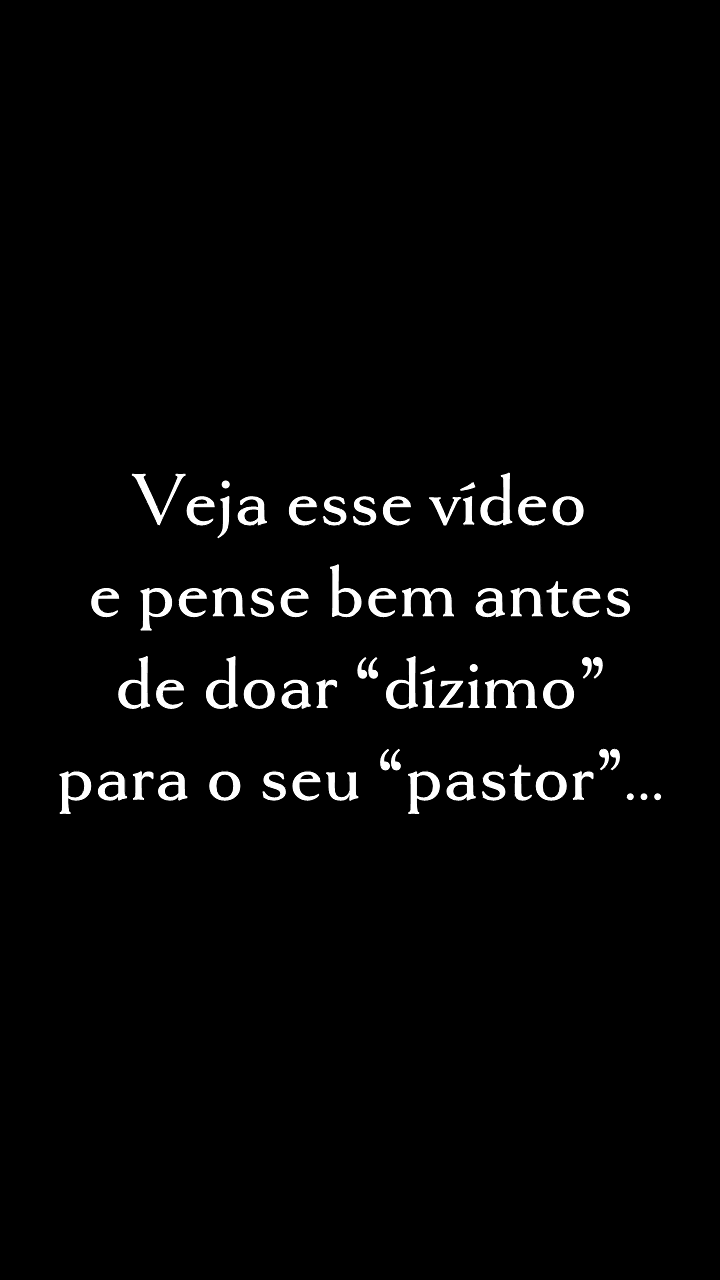 Veja esse vídeo
e pense bem antes
de doar “dízimo”
para o seu “pastor”...